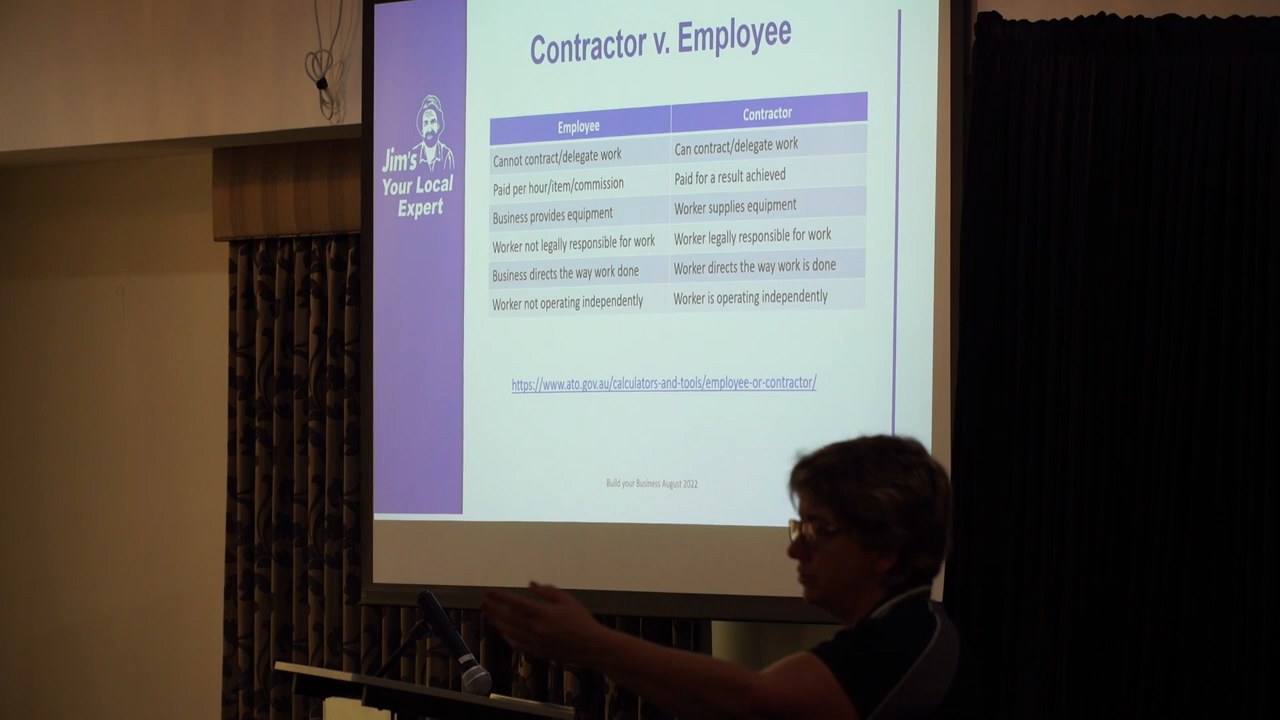 Contractor v. Employee
Jim's
Your Local
Expert
Employee Contractor
Cannot contract/delegate work Can contract/delegate work
Paid per hour/item/commission Paid for a result achieved
Business provides equipment Worker supplies equipment
Worker not legally responsible for work Worker legally responsible for work
Business directs the way work done Worker directs the way work is done
Worker not operating independently Worker is operating independently
https://www.ato.gov.au/calculators-and-tools/employee-or-contractor/
Build your Business August 2022